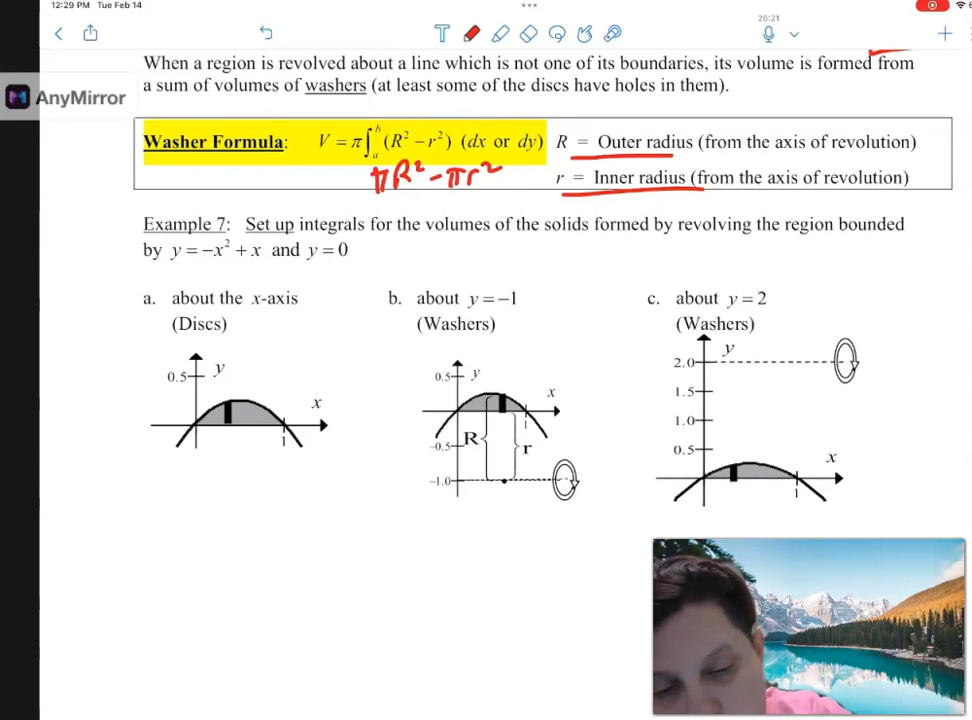 12:29 PM Tue Feb 14
26:21
When a region is revolved about a line which is not one of its boundaries, its volume is formed from
a sum of volumes of washers (at least some of the discs have holes in them).
AnyMirror
Washer Formula: V = π∫ₐᵇ (R² − r²) (dx or dy) R = Outer radius (from the axis of revolution)
πR² − πr² r = Inner radius (from the axis of revolution)
Example 7: Set up integrals for the volumes of the solids formed by revolving the region bounded
by y = −x² + x and y = 0
a. about the x-axis
(Discs)
0.5 y
x
1
b. about y = −1
(Washers)
0.5 y
x
1
−0.5 R r
−1.0
c. about y = 2
(Washers)
y
2.0
1.5
1.0
0.5
x
1